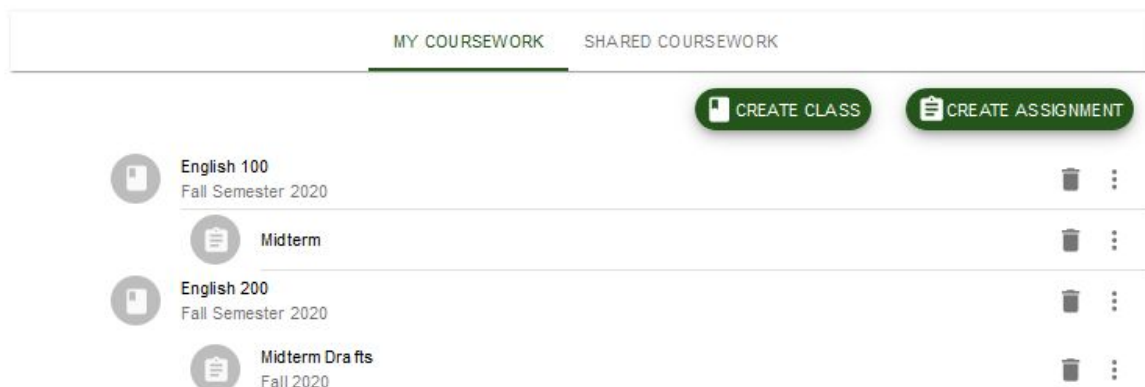 MY COURSEWORK SHARED COURSEWORK
CREATE CLASS CREATE ASSIGNMENT
English 100
Fall Semester 2020
Midterm
English 200
Fall Semester 2020
Midterm Drafts
Fall 2020